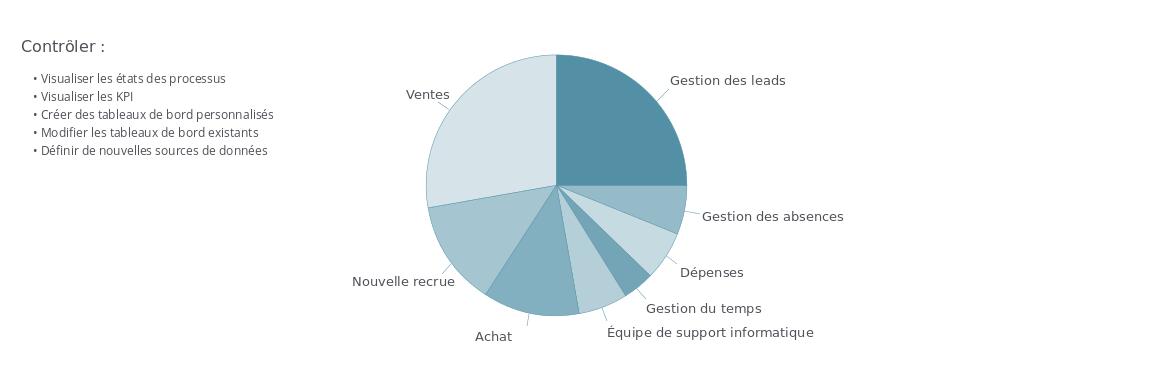 Contrôler :
• Visualiser les états des processus
• Visualiser les KPI
• Créer des tableaux de bord personnalisés
• Modifier les tableaux de bord existants
• Définir de nouvelles sources de données
Gestion des leads
Ventes
Gestion des absences
Dépenses
Nouvelle recrue
Gestion du temps
Équipe de support informatique
Achat